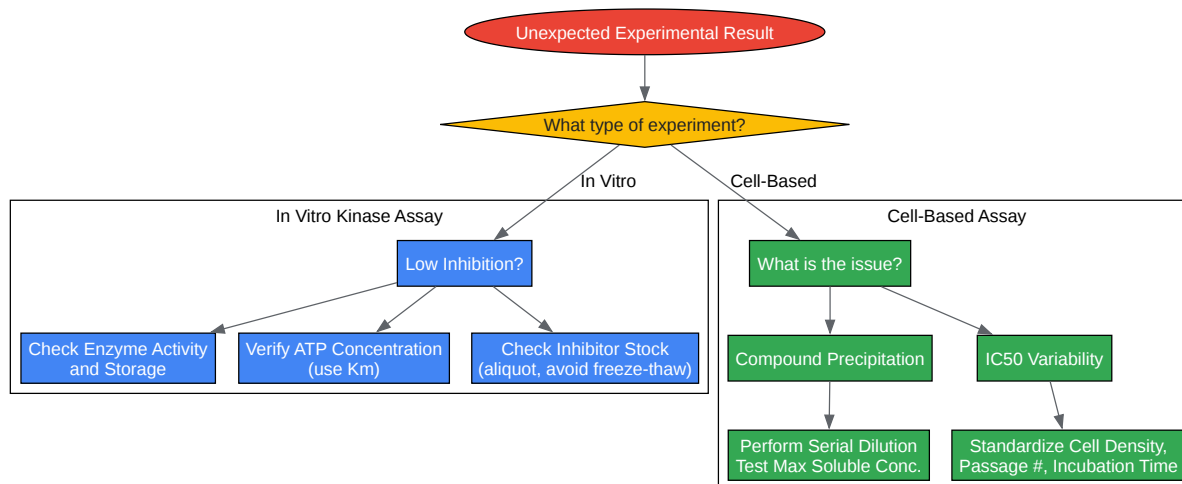 Unexpected Experimental Result
What type of experiment?
In Vitro
Cell-Based
In Vitro Kinase Assay
Cell-Based Assay
Low Inhibition?
What is the issue?
Check Enzyme Activity
and Storage
Verify ATP Concentration
(use Km)
Check Inhibitor Stock
(aliquot, avoid freeze-thaw)
Compound Precipitation
IC50 Variability
Perform Serial Dilution
Test Max Soluble Conc.
Standardize Cell Density,
Passage #, Incubation Time